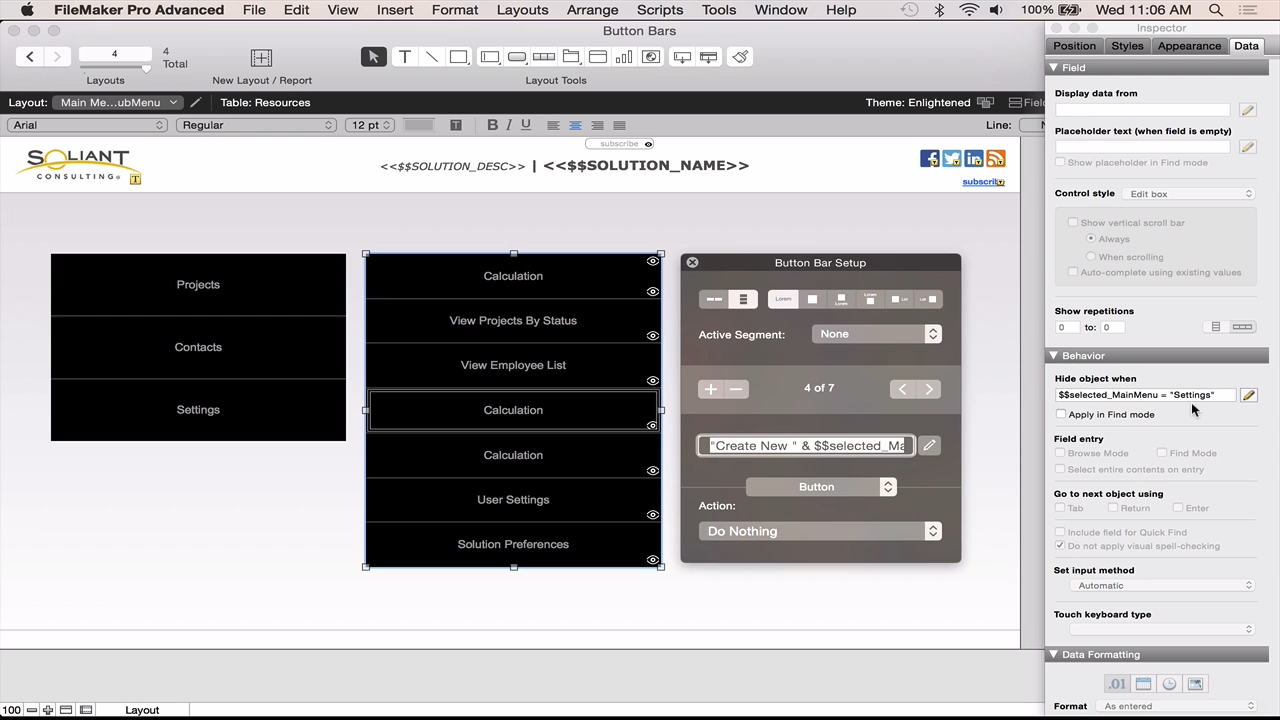 FileMaker Pro Advanced File Edit View Insert Format Layouts Arrange Scripts Tools Window Help 100% Wed 11:06 AM
Button Bars
Inspector
4
4
Total
Layouts
New Layout / Report
Layout Tools
Position Styles Appearance Data
Layout: Main Me...ubMenu Table: Resources Theme: Enlightened
Arial Regular 12 pt B I U Line:
subscribe
SOLIANT
CONSULTING
<<$$SOLUTION_DESC>> | <<$$SOLUTION_NAME>>
Projects
Contacts
Settings
Calculation
View Projects By Status
View Employee List
Calculation
Calculation
User Settings
Solution Preferences
Button Bar Setup
Active Segment: None
4 of 7
"Create New " & $$selected_Ma
Button
Action:
Do Nothing
Field
Display data from
Placeholder text (when field is empty)
Show placeholder in Find mode
Control style Edit box
Show vertical scroll bar
Always
When scrolling
Auto-complete using existing values
Show repetitions
0 to: 0
Behavior
Hide object when
$$selected_MainMenu = "Settings"
Apply in Find mode
Field entry
Browse Mode Find Mode
Select entire contents on entry
Go to next object using
Tab Return Enter
Include field for Quick Find
Do not apply visual spell-checking
Set input method
Automatic
Touch keyboard type
Data Formatting
.01
Format As entered
100 Layout